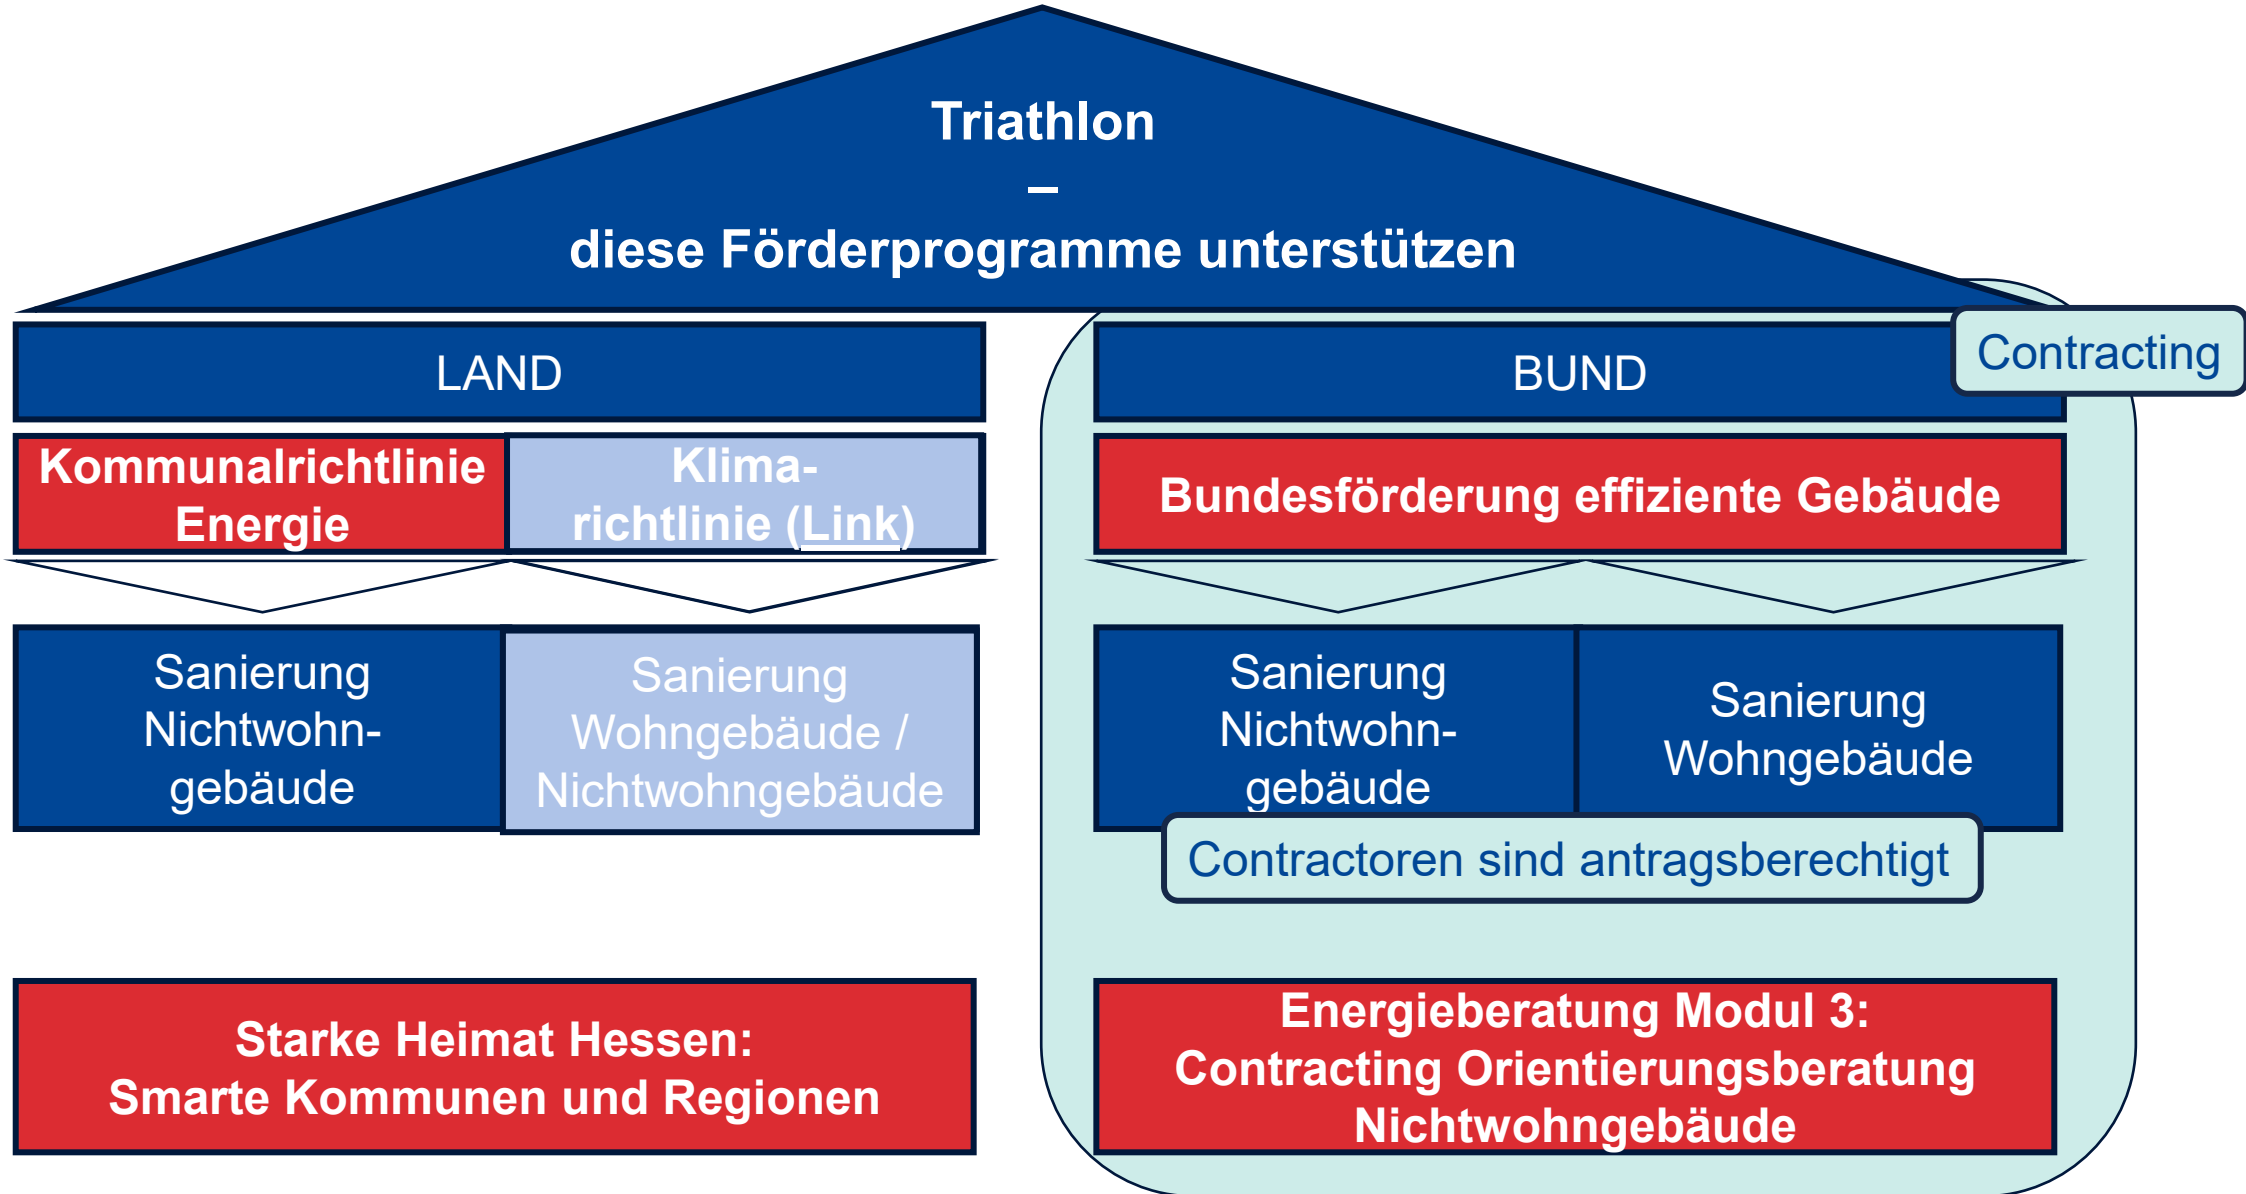 Triathlon
–
diese Förderprogramme unterstützen
LAND
BUND
Contracting
Kommunalrichtlinie
Energie
Klima-
richtlinie (Link)
Bundesförderung effiziente Gebäude
Sanierung
Nichtwohn-
gebäude
Sanierung
Wohngebäude /
Nichtwohngebäude
Sanierung
Nichtwohn-
gebäude
Sanierung
Wohngebäude
Contractoren sind antragsberechtigt
Starke Heimat Hessen:
Smarte Kommunen und Regionen
Energieberatung Modul 3:
Contracting Orientierungsberatung
Nichtwohngebäude